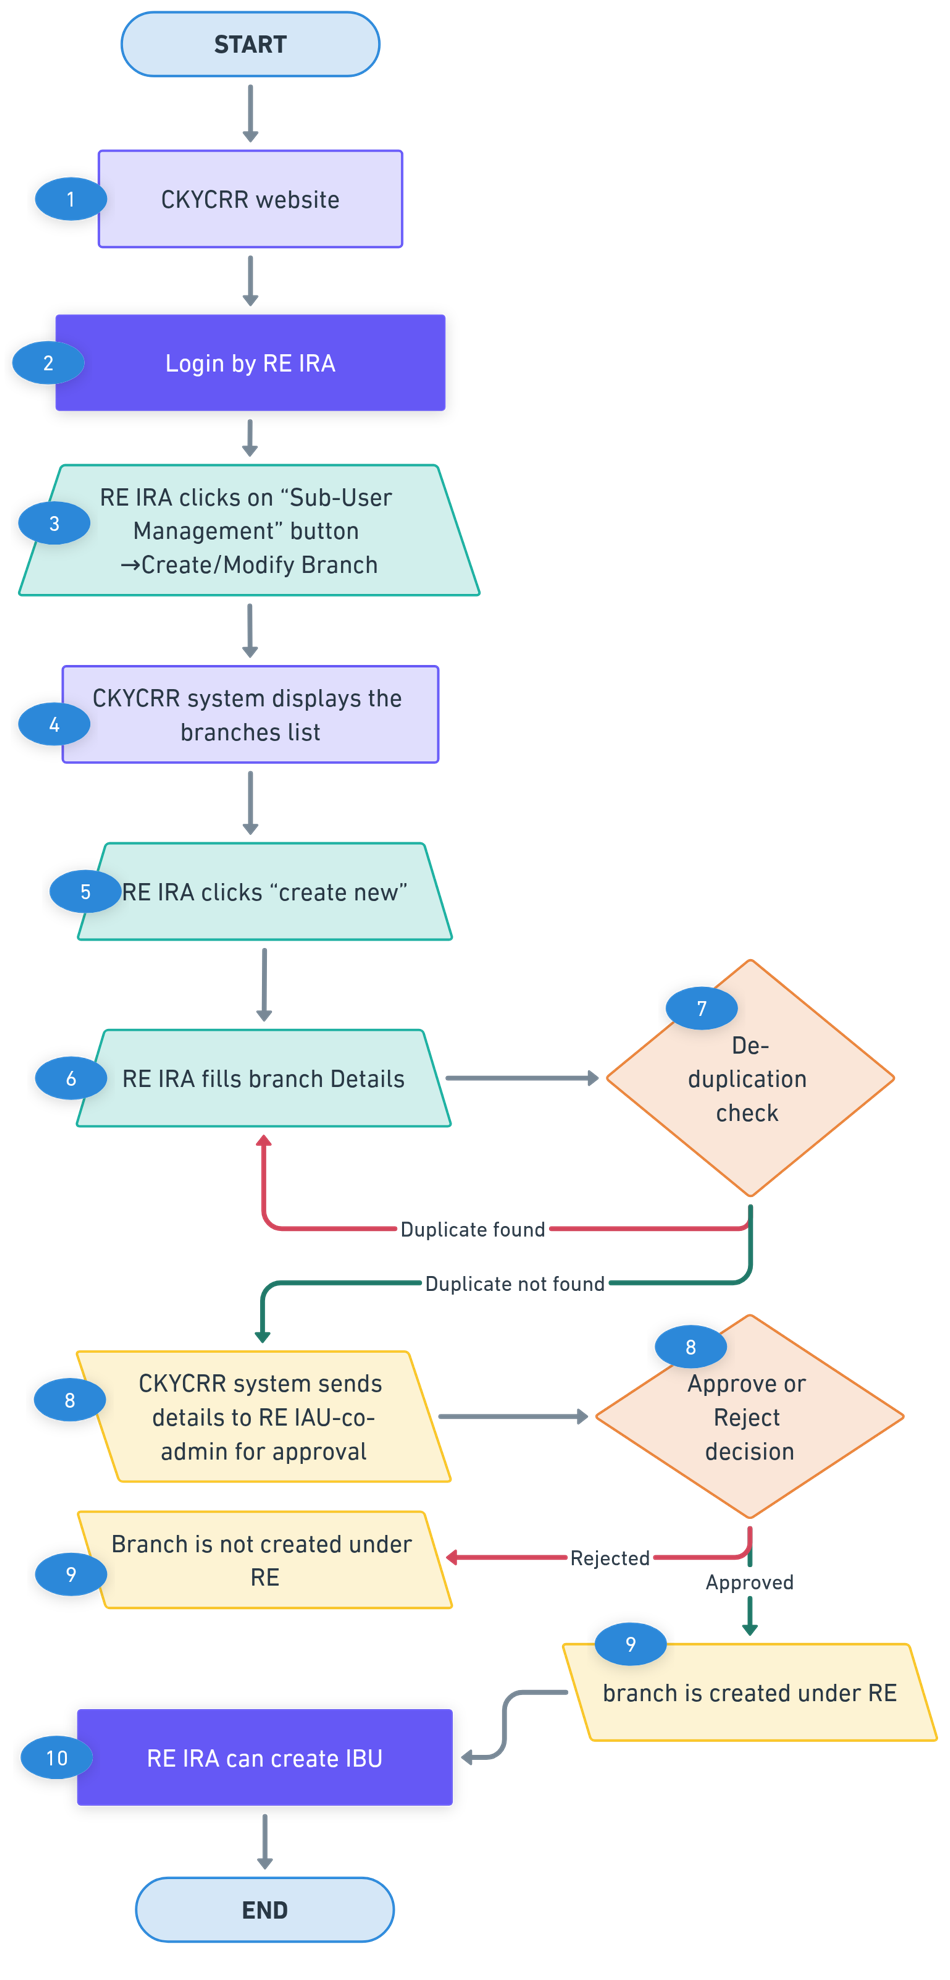 START
1
CKYCRR website
2
Login by RE IRA
3
RE IRA clicks on “Sub-User
Management” button
→Create/Modify Branch
4
CKYCRR system displays the
branches list
5
RE IRA clicks “create new”
6
RE IRA fills branch Details
7
De-
duplication
check
Duplicate found
Duplicate not found
8
CKYCRR system sends
details to RE IAU-co-
admin for approval
8
Approve or
Reject
decision
9
Branch is not created under
RE
Rejected
Approved
9
branch is created under RE
10
RE IRA can create IBU
END